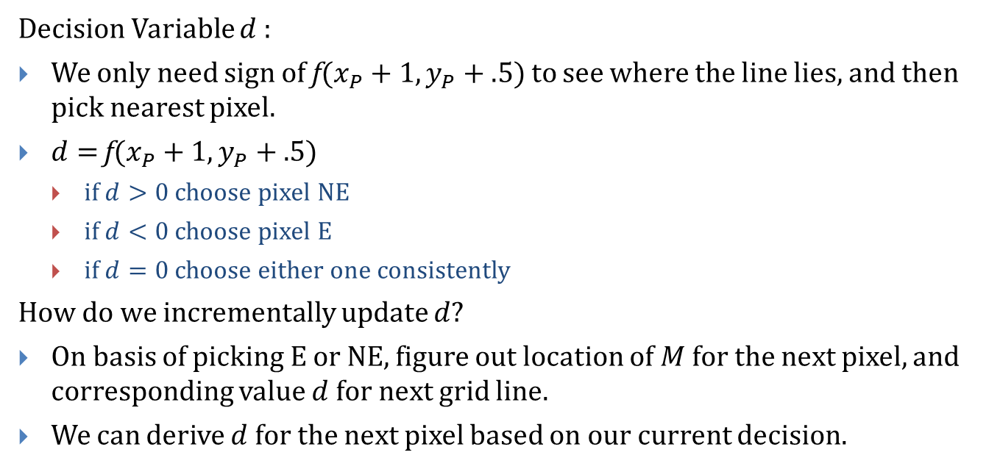 Decision Variable d :
We only need sign of f(x_P + 1, y_P + .5) to see where the line lies, and then
pick nearest pixel.
d = f(x_P + 1, y_P + .5)
if d > 0 choose pixel NE
if d < 0 choose pixel E
if d = 0 choose either one consistently
How do we incrementally update d?
On basis of picking E or NE, figure out location of M for the next pixel, and
corresponding value d for next grid line.
We can derive d for the next pixel based on our current decision.